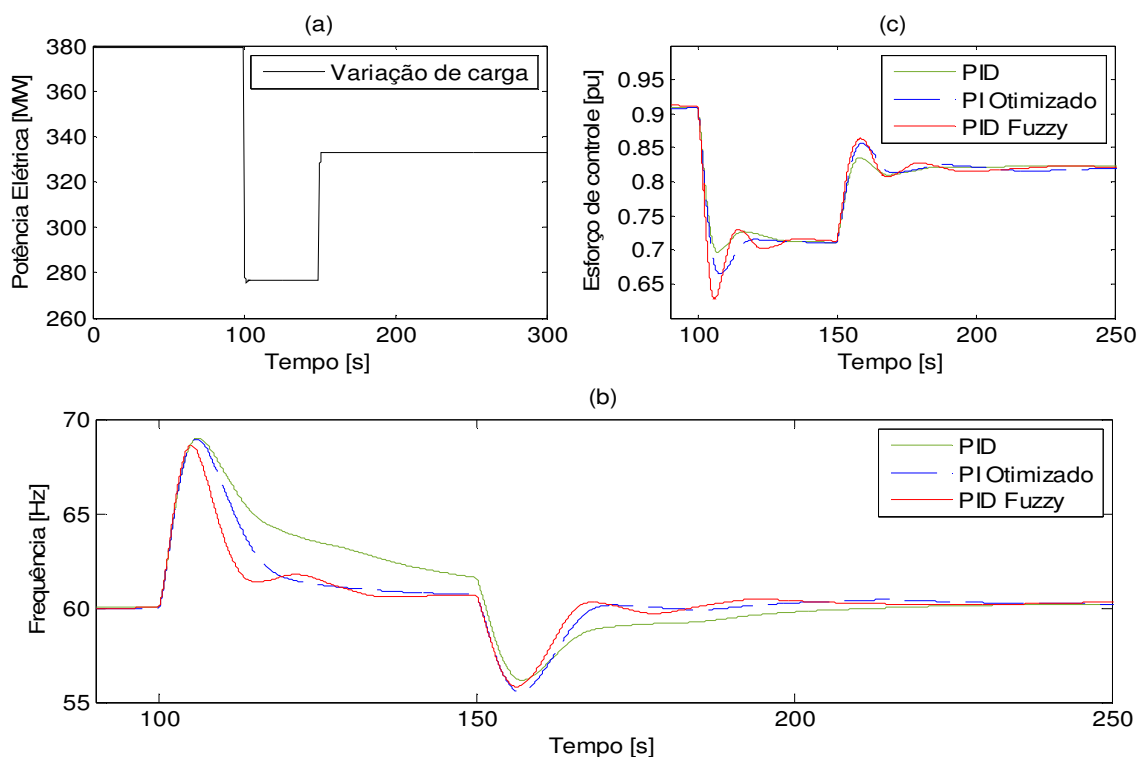 (a)
Potência Elétrica [MW]
380
360
340
320
300
280
260
0
100
200
300
Variação de carga
Tempo [s]
(c)
Esforço de controle [pu]
0.95
0.9
0.85
0.8
0.75
0.7
0.65
100
150
200
250
PID
PI Otimizado
PID Fuzzy
Tempo [s]
(b)
Frequência [Hz]
70
65
60
55
100
150
200
250
PID
PI Otimizado
PID Fuzzy
Tempo [s]